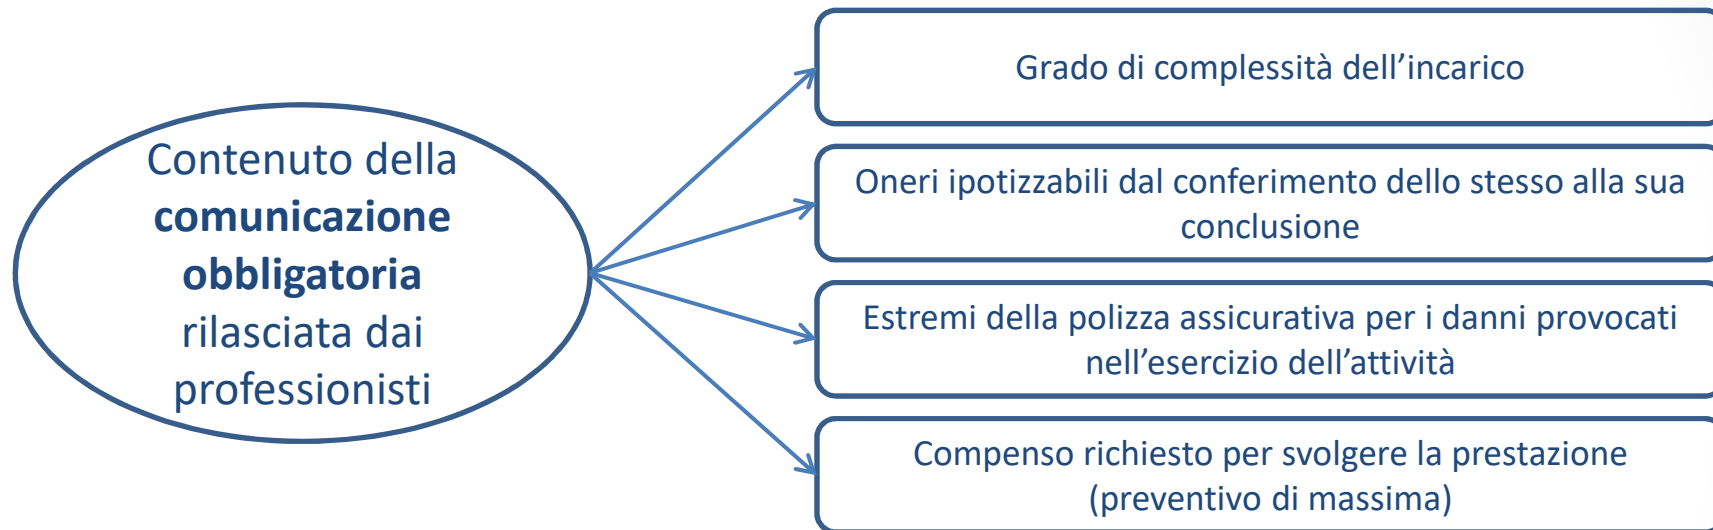 Contenuto della
comunicazione
obbligatoria
rilasciata dai
professionisti
Grado di complessità dell’incarico
Oneri ipotizzabili dal conferimento dello stesso alla sua
conclusione
Estremi della polizza assicurativa per i danni provocati
nell’esercizio dell’attività
Compenso richiesto per svolgere la prestazione
(preventivo di massima)